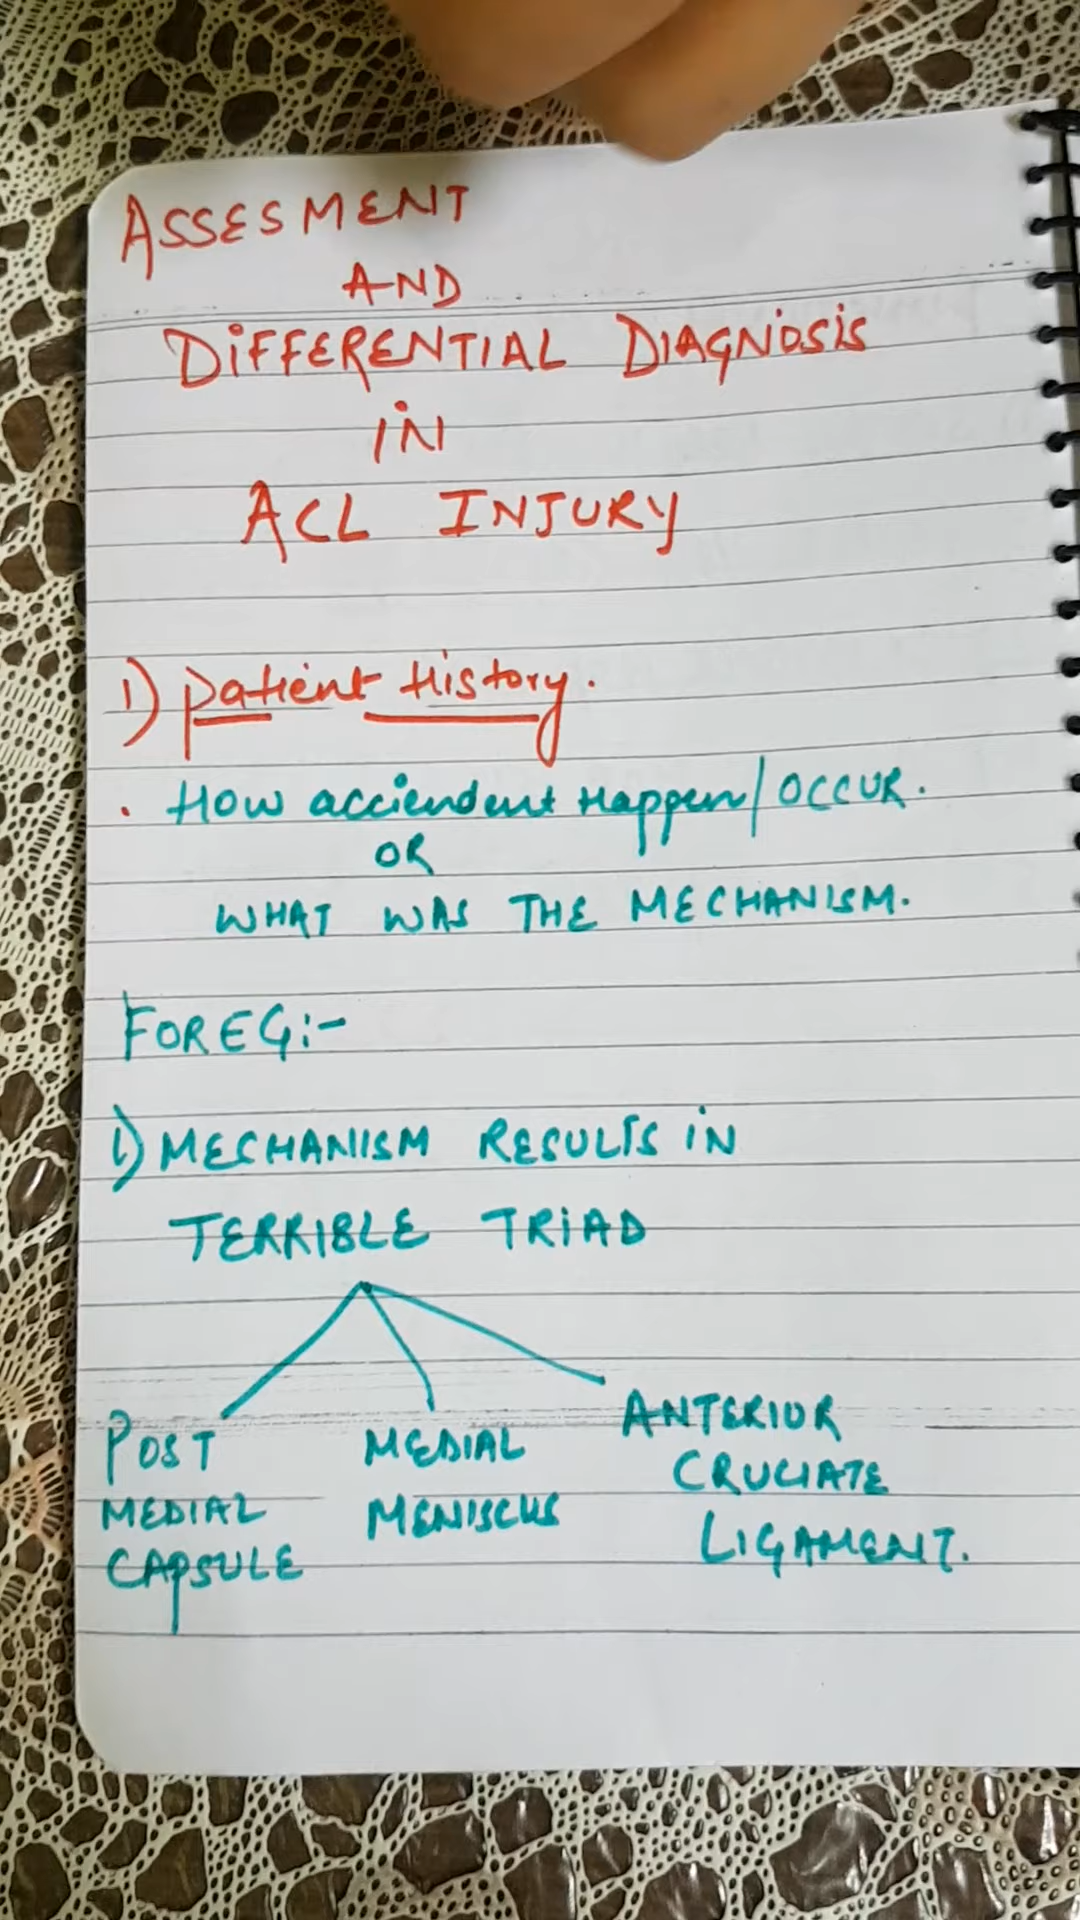 ASSESMENT
AND
DIFFERENTIAL DIAGNOSIS
IN
ACL INJURY
1) Patient History.
. How acciendent Happen/OCCUR.
OR
WHAT WAS THE MECHANISM.
FOREG:-
1) MECHANISM RESULTS IN
TERRIBLE TRIAD
POST
MEDIAL
CAPSULE
MEDIAL
MENISCUS
ANTERIOR
CRUCIATE
LIGAMENT.